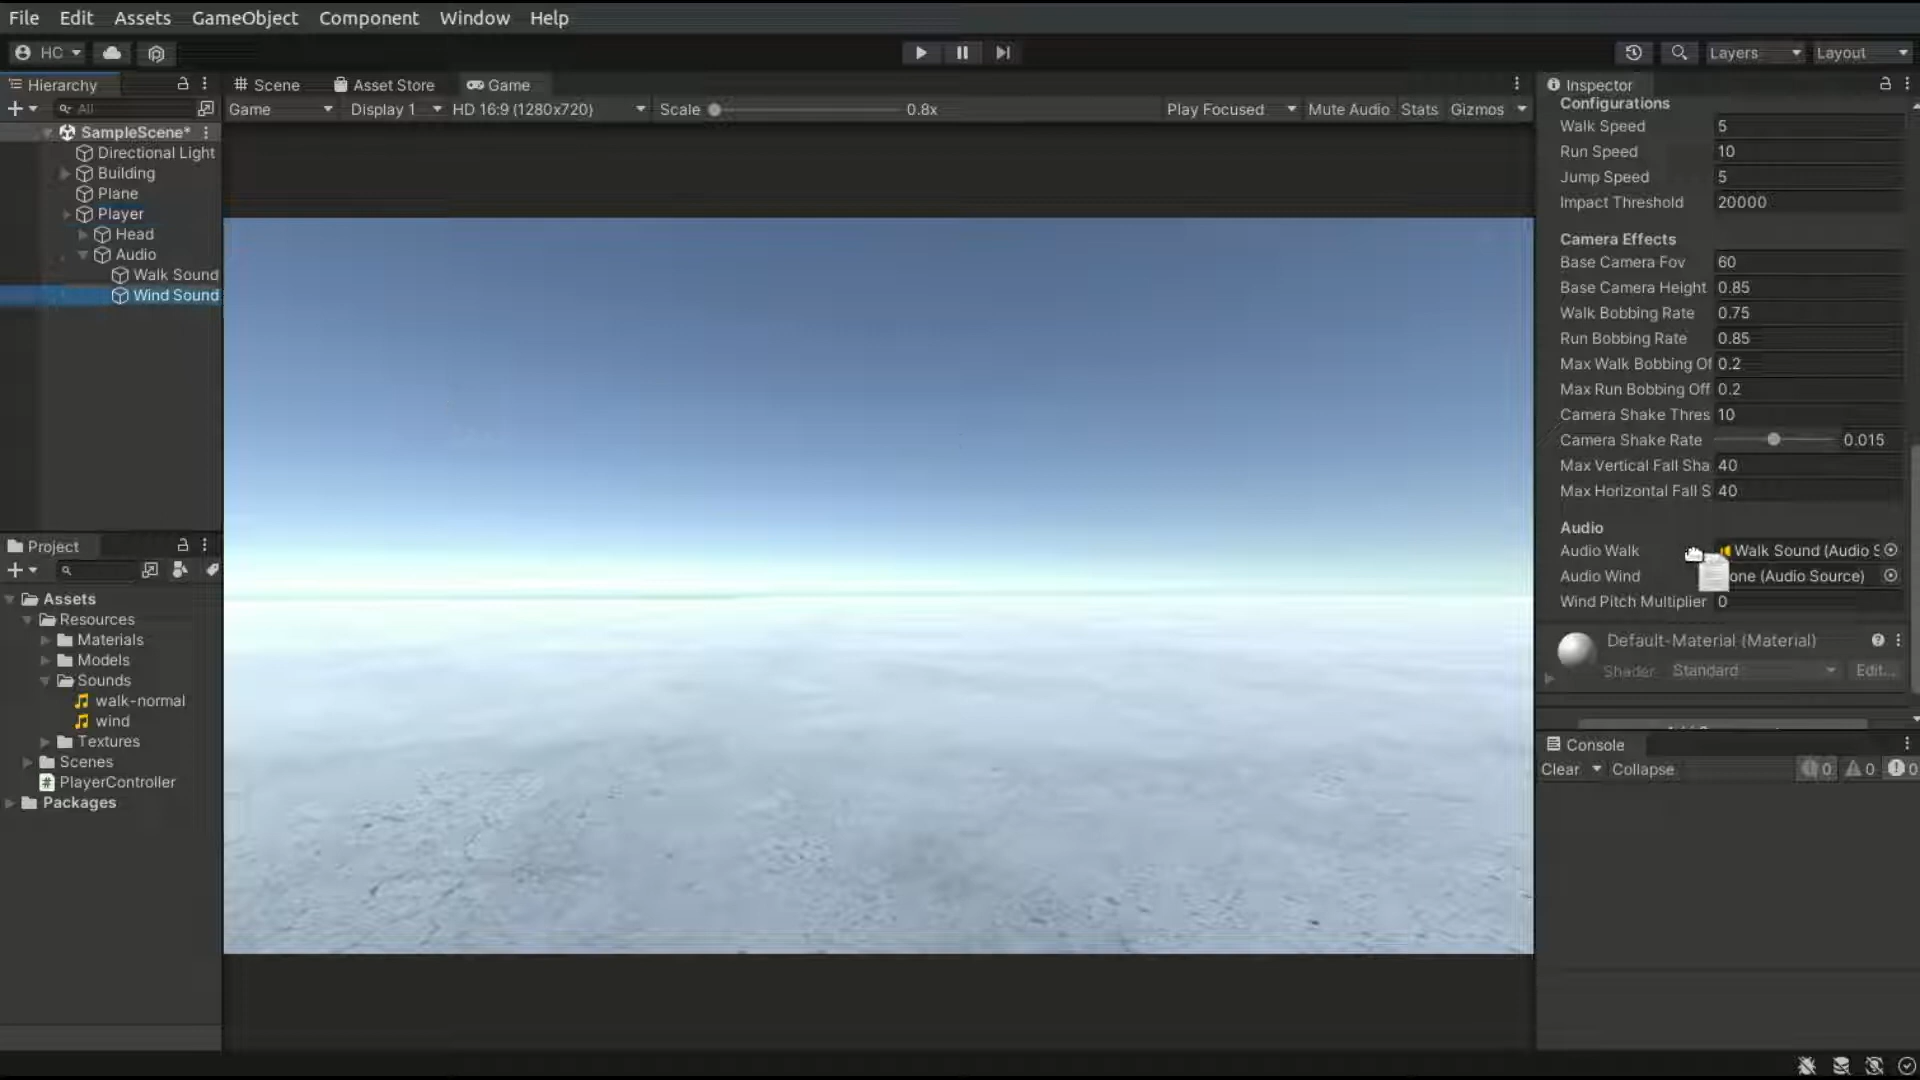 File Edit Assets GameObject Component Window Help
HC Layers Layout
Hierarchy
All
SampleScene*
Directional Light
Building
Plane
Player
Head
Audio
Walk Sound
Wind Sound
Project
Assets
Resources
Materials
Models
Sounds
walk-normal
wind
Textures
Scenes
PlayerController
Packages
Scene Asset Store Game
Game Display 1 HD 16:9 (1280x720) Scale 0.8x Play Focused Mute Audio Stats Gizmos
Inspector
Configurations
Walk Speed 5
Run Speed 10
Jump Speed 5
Impact Threshold 20000
Camera Effects
Base Camera Fov 60
Base Camera Height 0.85
Walk Bobbing Rate 0.75
Run Bobbing Rate 0.85
Max Walk Bobbing Of 0.2
Max Run Bobbing Off 0.2
Camera Shake Thres 10
Camera Shake Rate 0.015
Max Vertical Fall Sha 40
Max Horizontal Fall S 40
Audio
Audio Walk Walk Sound (Audio S
Audio Wind one (Audio Source)
Wind Pitch Multiplier 0
Default-Material (Material)
Shader Standard Edit...
Console
Clear Collapse 0 0 0